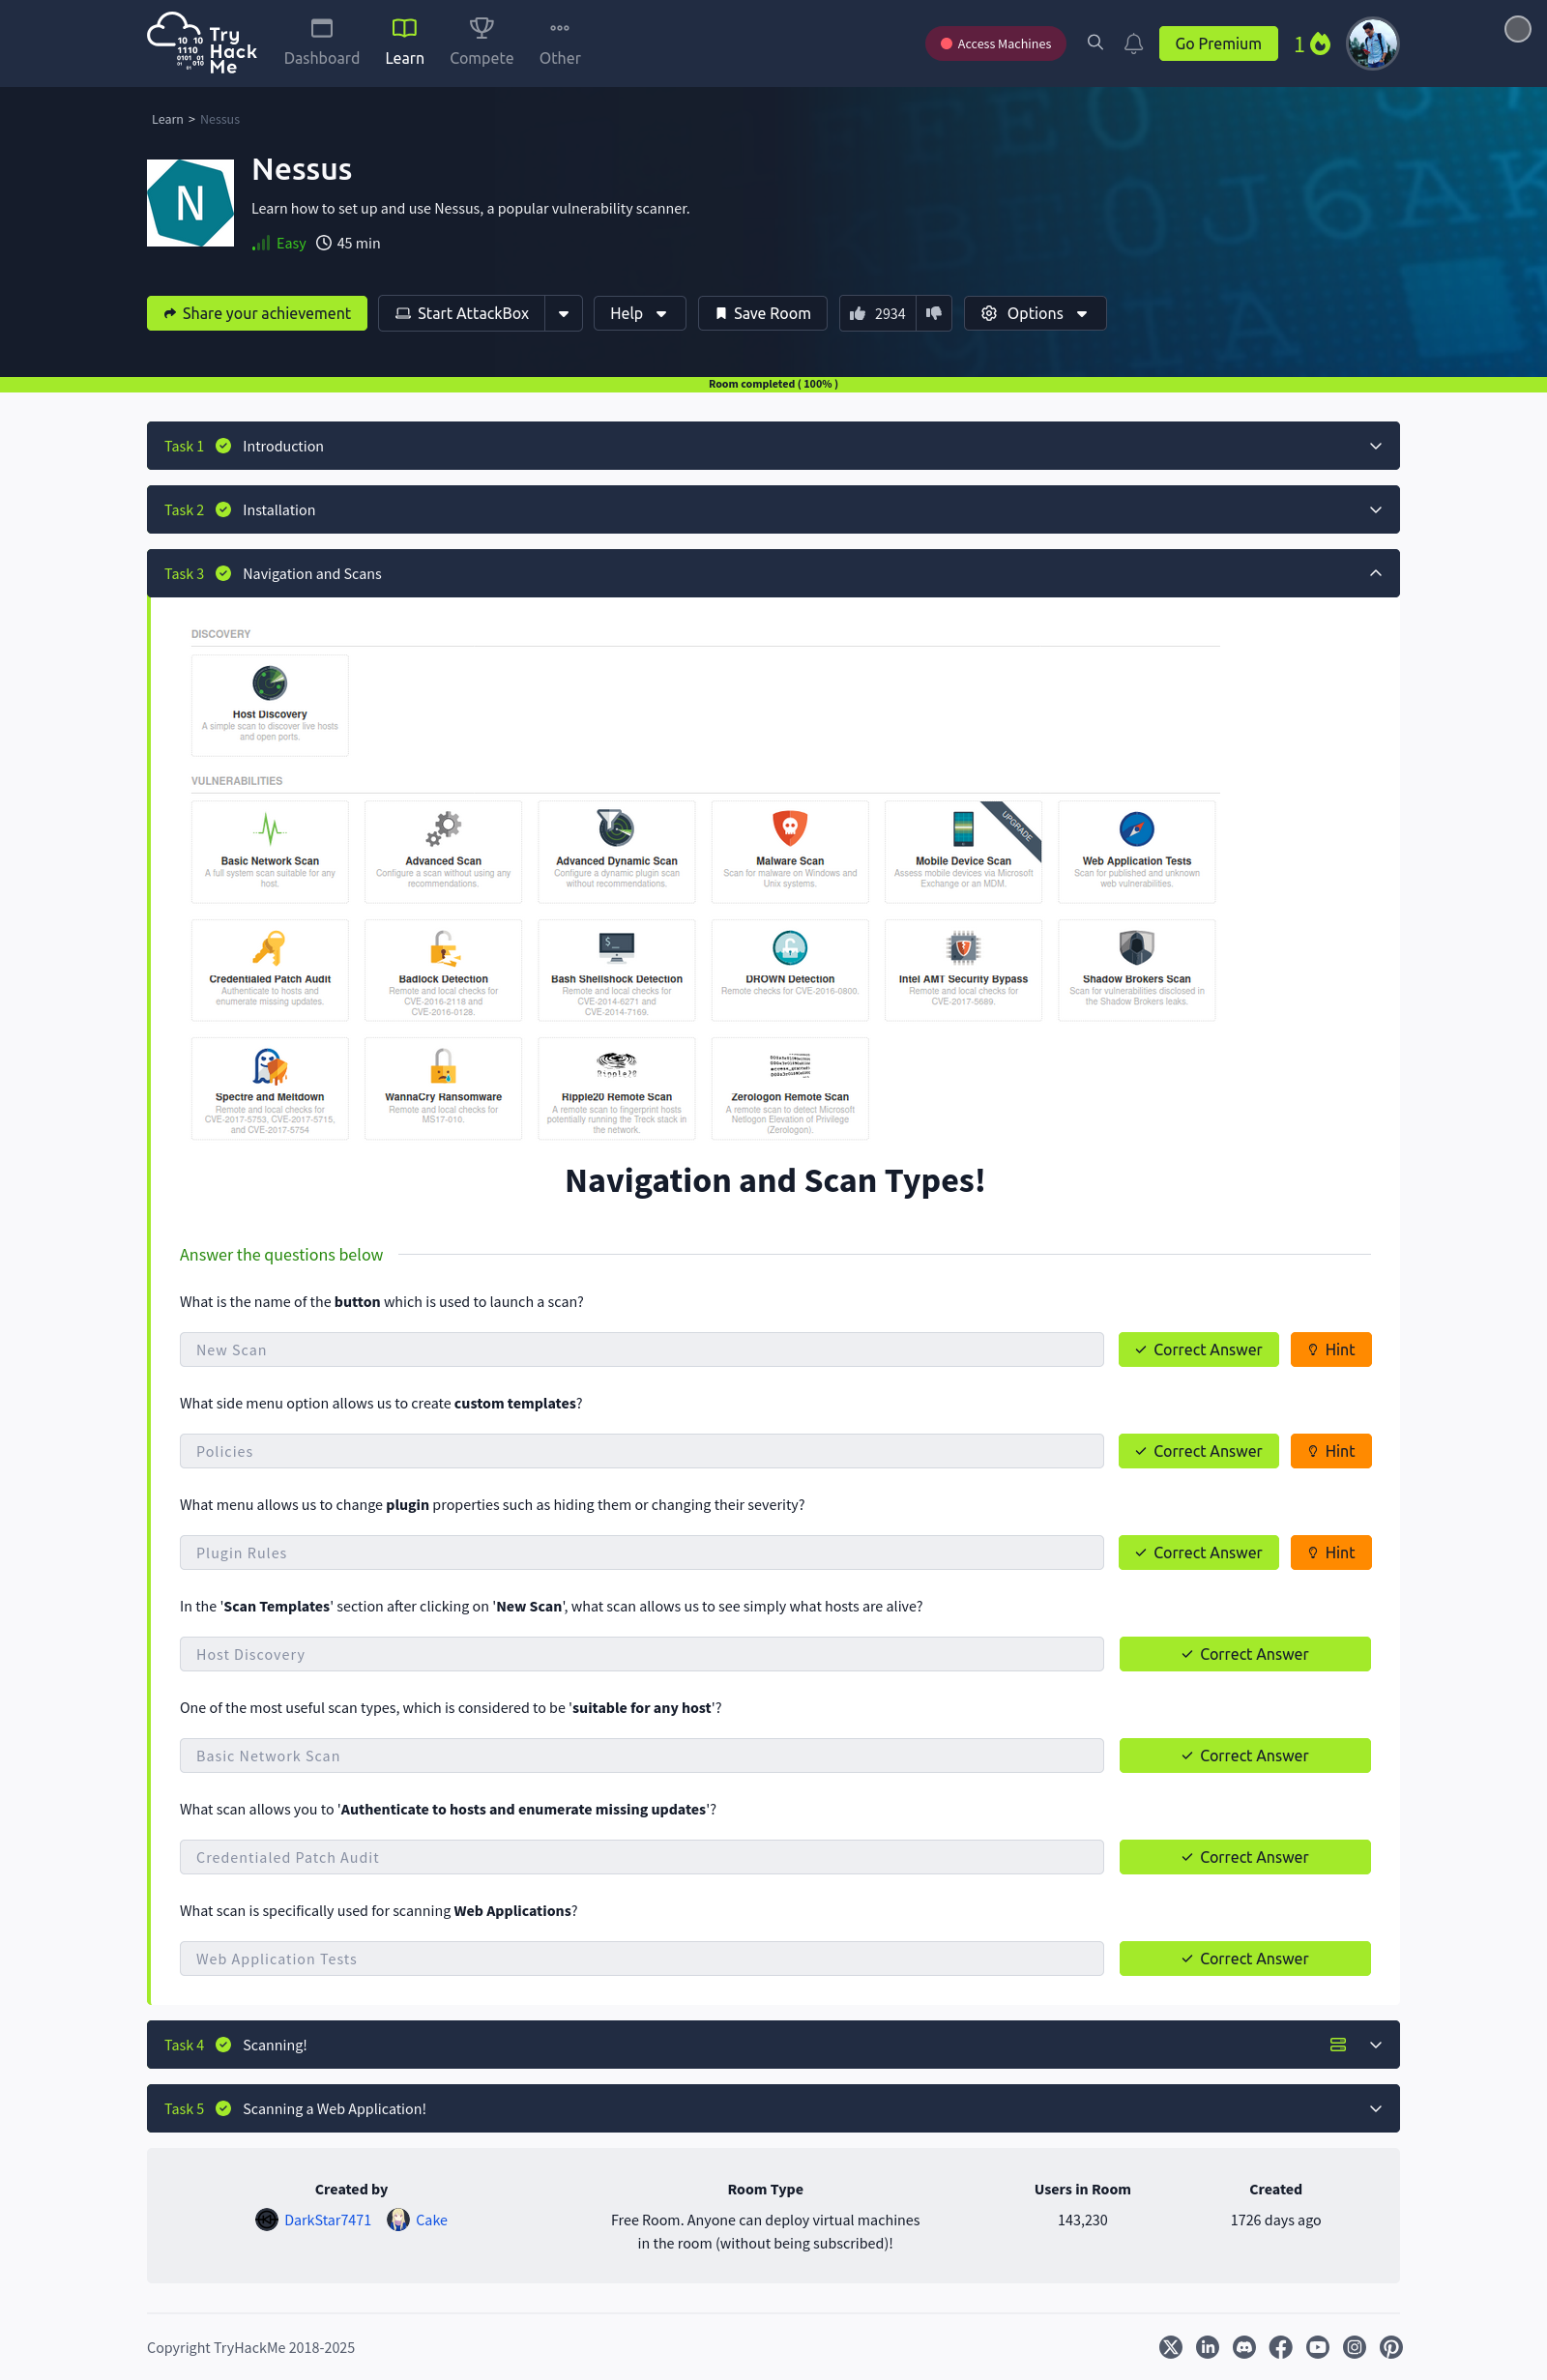 Try
Hack
Me
Dashboard
Learn
Compete
Other
Access Machines
Go Premium
1
Learn > Nessus
N
Nessus
Learn how to set up and use Nessus, a popular vulnerability scanner.
Easy 45 min
Share your achievement
Start AttackBox
Help
Save Room
2934
Options
Room completed ( 100% )
Task 1 Introduction
Task 2 Installation
Task 3 Navigation and Scans
DISCOVERY
Host Discovery
A simple scan to discover live hosts
and open ports.
VULNERABILITIES
Basic Network Scan
A full system scan suitable for any
host.
Advanced Scan
Configure a scan without using any
recommendations.
Advanced Dynamic Scan
Configure a dynamic plugin scan
without recommendations.
Malware Scan
Scan for malware on Windows and
Unix systems.
UPGRADE
Mobile Device Scan
Assess mobile devices via Microsoft
Exchange or an MDM.
Web Application Tests
Scan for published and unknown
web vulnerabilities.
Credentialed Patch Audit
Authenticate to hosts and
enumerate missing updates.
Badlock Detection
Remote and local checks for
CVE-2016-2118 and
CVE-2016-0128.
$_
Bash Shellshock Detection
Remote and local checks for
CVE-2014-6271 and
CVE-2014-7169.
DROWN Detection
Remote checks for CVE-2016-0800.
Intel AMT Security Bypass
Remote and local checks for
CVE-2017-5689.
Shadow Brokers Scan
Scan for vulnerabilities disclosed in
the Shadow Brokers leaks.
Spectre and Meltdown
Remote and local checks for
CVE-2017-5753, CVE-2017-5715,
and CVE-2017-5754
WannaCry Ransomware
Remote and local checks for
MS17-010.
Ripple20
Ripple20 Remote Scan
A remote scan to fingerprint hosts
potentially running the Treck stack in
the network.
Zerologon Remote Scan
A remote scan to detect Microsoft
Netlogon Elevation of Privilege
(Zerologon).
Navigation and Scan Types!
Answer the questions below
What is the name of the button which is used to launch a scan?
New Scan
Correct Answer
Hint
What side menu option allows us to create custom templates?
Policies
Correct Answer
Hint
What menu allows us to change plugin properties such as hiding them or changing their severity?
Plugin Rules
Correct Answer
Hint
In the 'Scan Templates' section after clicking on 'New Scan', what scan allows us to see simply what hosts are alive?
Host Discovery
Correct Answer
One of the most useful scan types, which is considered to be 'suitable for any host'?
Basic Network Scan
Correct Answer
What scan allows you to 'Authenticate to hosts and enumerate missing updates'?
Credentialed Patch Audit
Correct Answer
What scan is specifically used for scanning Web Applications?
Web Application Tests
Correct Answer
Task 4 Scanning!
Task 5 Scanning a Web Application!
Created by
DarkStar7471 Cake
Room Type
Free Room. Anyone can deploy virtual machines
in the room (without being subscribed)!
Users in Room
143,230
Created
1726 days ago
Copyright TryHackMe 2018-2025